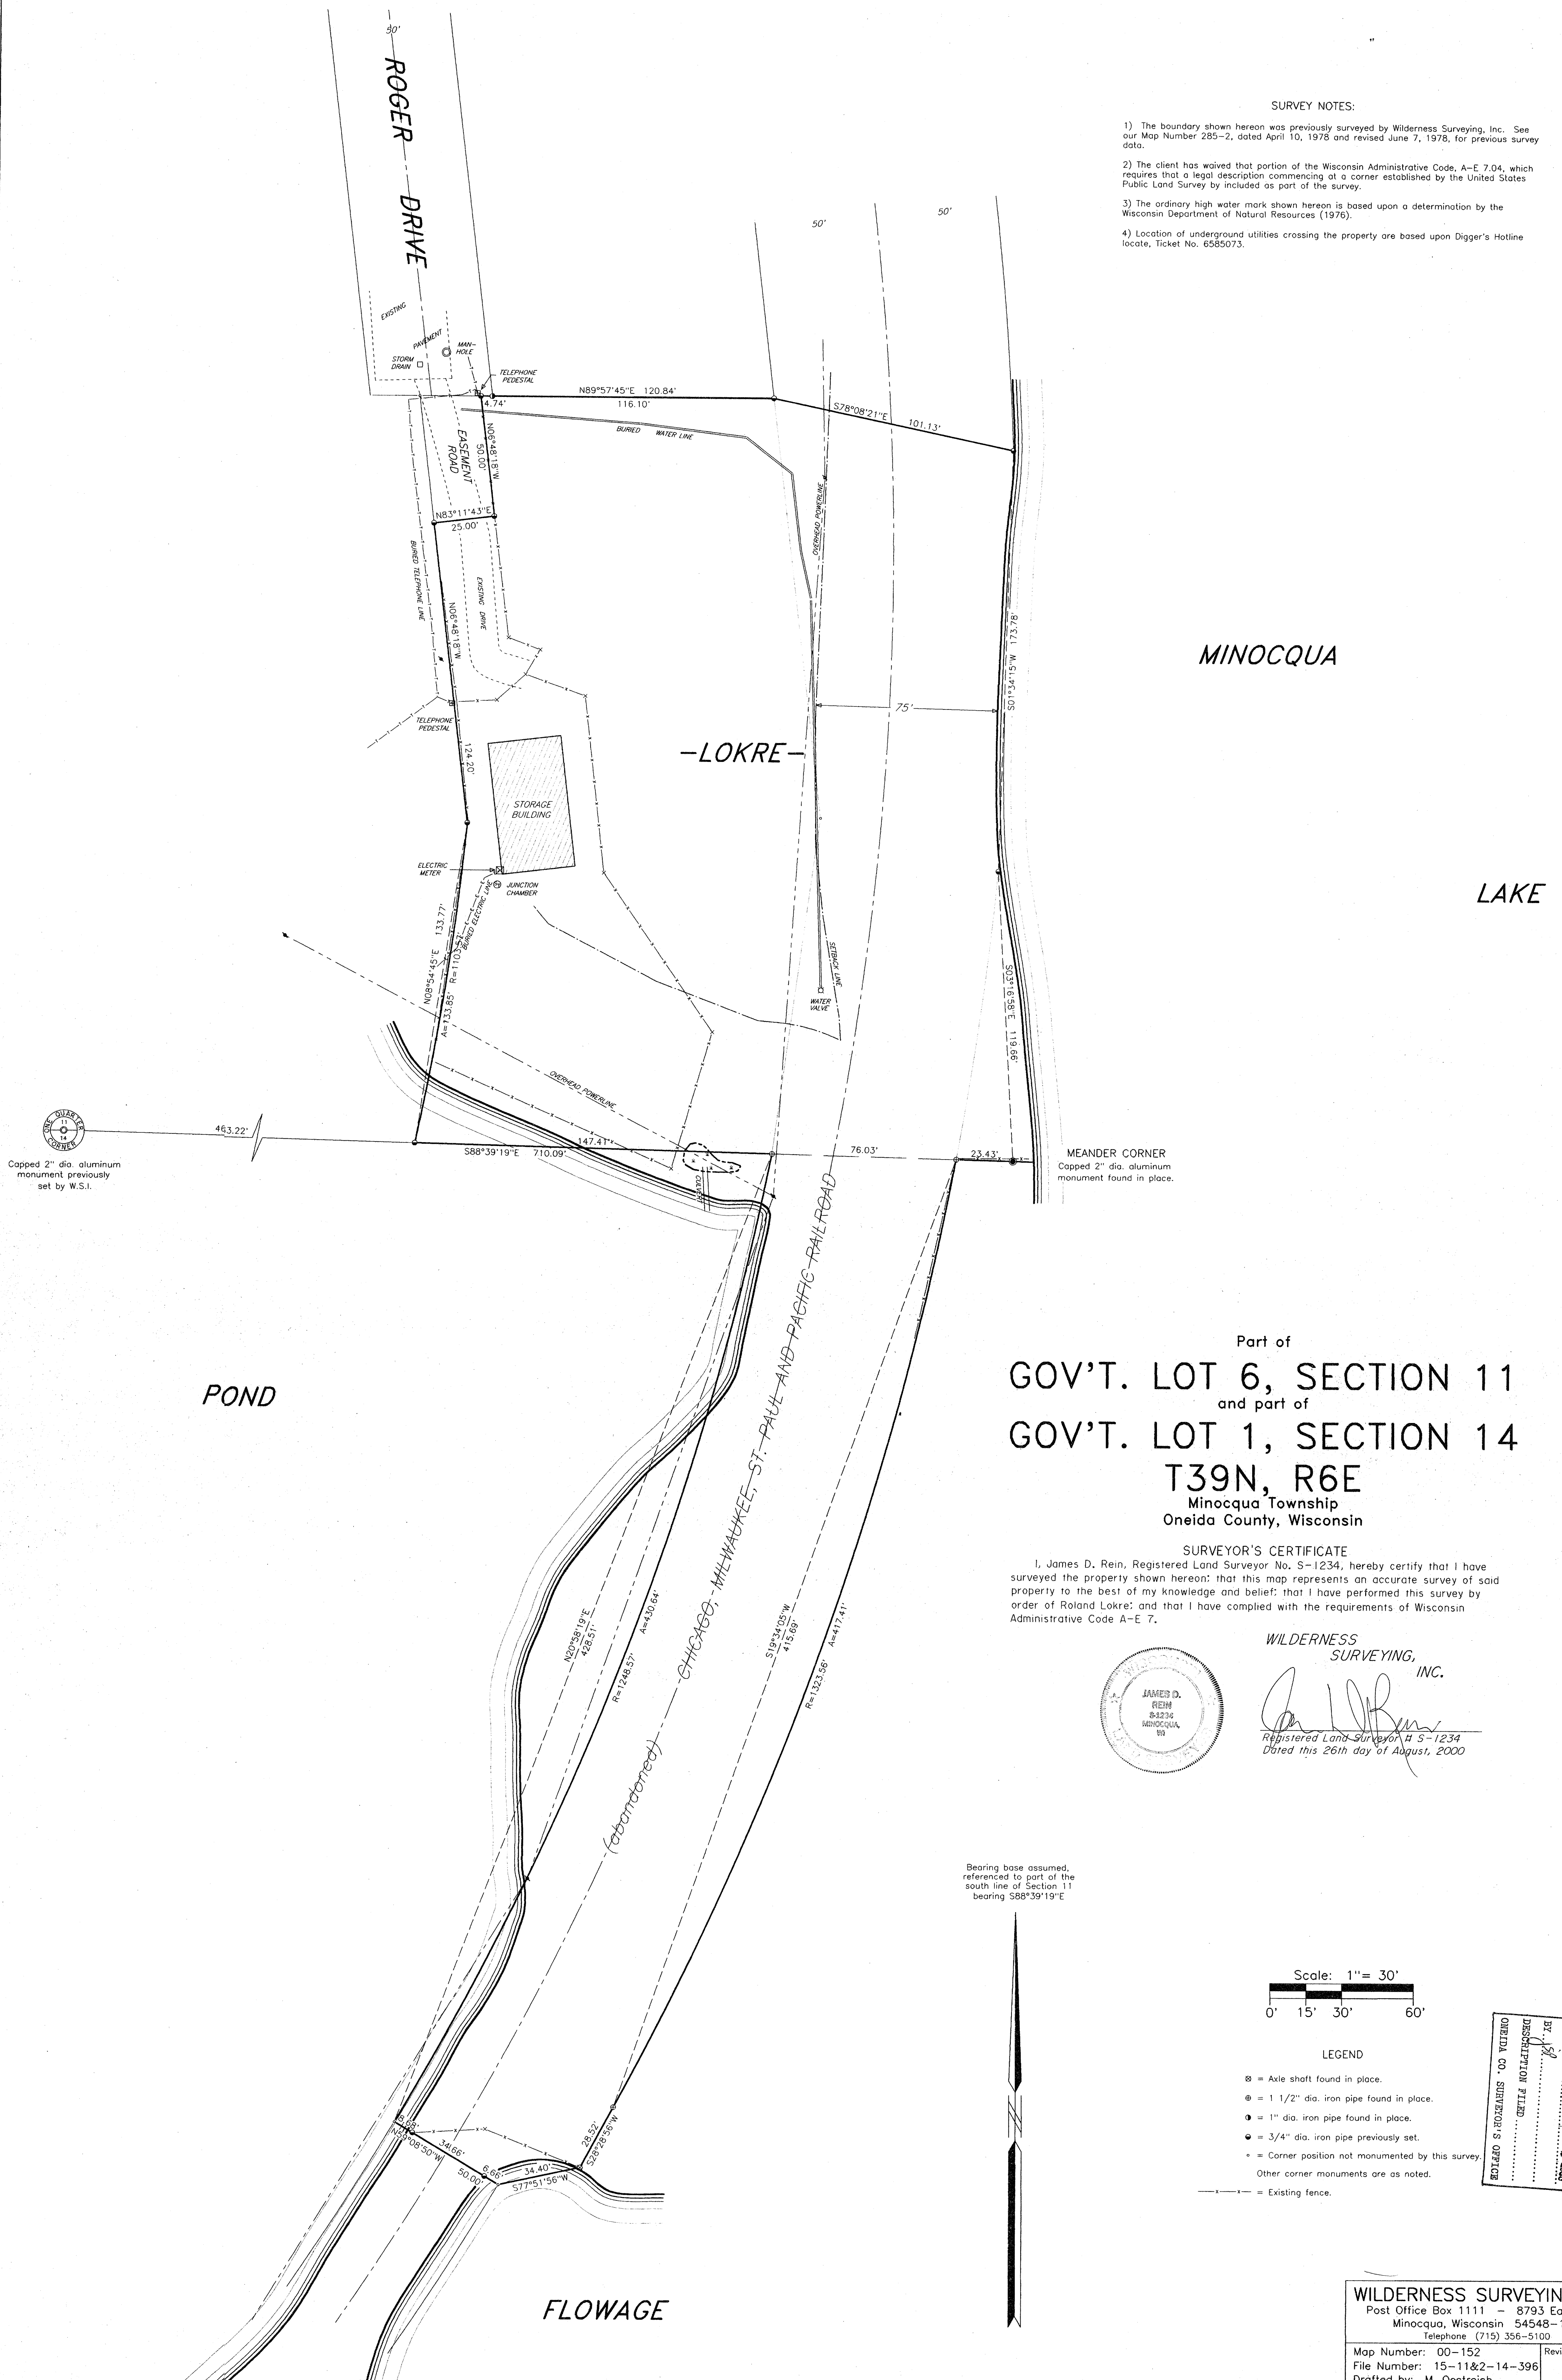 50'
ROGER DRIVE
SURVEY NOTES:
1) The boundary shown hereon was previously surveyed by Wilderness Surveying, Inc. See
our Map Number 285-2, dated April 10, 1978 and revised June 7, 1978, for previous survey
data.
2) The client has waived that portion of the Wisconsin Administrative Code, A-E 7.04, which
requires that a legal description commencing at a corner established by the United States
Public Land Survey by included as part of the survey.
3) The ordinary high water mark shown hereon is based upon a determination by the
Wisconsin Department of Natural Resources (1976).
4) Location of underground utilities crossing the property are based upon Digger's Hotline
locate, Ticket No. 6585073.
50'
50'
EXISTING
PAVEMENT
MAN-
HOLE
STORM
DRAIN
TELEPHONE
PEDESTAL
N89°57'45"E 120.84'
4.74'
116.10'
S78°08'21"E
101.13'
BURIED WATER LINE
N06°48'18"W
50.00'
EASEMENT
ROAD
N83°11'43"E
25.00'
OVERHEAD POWERLINE
BURIED TELEPHONE LINE
EXISTING DRIVE
N06°48'18"W
124.20'
S01°34'15"W 173.78'
MINOCQUA
75'
TELEPHONE
PEDESTAL
-LOKRE-
STORAGE
BUILDING
ELECTRIC
METER
JUNCTION
CHAMBER
LAKE
BURIED ELECTRIC LINE
N08°54'45"E 133.77'
A=133.85' R=1103.51'
SETBACK LINE
WATER
VALVE
S03°16'58"E 119.66'
OVERHEAD POWERLINE
ONE QUARTER
11
14
CORNER
463.22'
Capped 2" dia. aluminum
monument previously
set by W.S.I.
147.41'
S88°39'19"E 710.09'
76.03'
23.43'
MEANDER CORNER
Capped 2" dia. aluminum
monument found in place.
CULVERT
CHICAGO, MILWAUKEE, ST. PAUL AND PACIFIC RAILROAD
(abandoned)
POND
Part of
GOV'T. LOT 6, SECTION 11
and part of
GOV'T. LOT 1, SECTION 14
T39N, R6E
Minocqua Township
Oneida County, Wisconsin
SURVEYOR'S CERTIFICATE
I, James D. Rein, Registered Land Surveyor No. S-1234, hereby certify that I have
surveyed the property shown hereon; that this map represents an accurate survey of said
property to the best of my knowledge and belief; that I have performed this survey by
order of Roland Lokre; and that I have complied with the requirements of Wisconsin
Administrative Code A-E 7.
N20°58'19"E
428.51'
R=1248.57' A=430.64'
S19°34'05"W
415.69'
R=1323.56' A=417.41'
WILDERNESS
SURVEYING,
INC.
JAMES D.
REIN
S-1234
MINOCQUA,
WI
Registered Land Surveyor # S-1234
Dated this 26th day of August, 2000
Bearing base assumed,
referenced to part of the
south line of Section 11
bearing S88°39'19"E
N
Scale: 1"= 30'
0' 15' 30' 60'
LEGEND
= Axle shaft found in place.
= 1 1/2" dia. iron pipe found in place.
= 1" dia. iron pipe found in place.
= 3/4" dia. iron pipe previously set.
= Corner position not monumented by this survey.
Other corner monuments are as noted.
—x—x— = Existing fence.
BY
DESCRIPTION FILED
ONEIDA CO. SURVEYOR'S OFFICE
8.68'
N59°08'50"W
34.66'
50.00'
6.66'
34.40'
S77°51'56"W
28.52'
S28°28'56"W
FLOWAGE
WILDERNESS SURVEYIN
Post Office Box 1111 - 8793 Ea
Minocqua, Wisconsin 54548-1
Telephone (715) 356-5100
Map Number: 00-152
Revi
File Number: 15-11&2-14-396